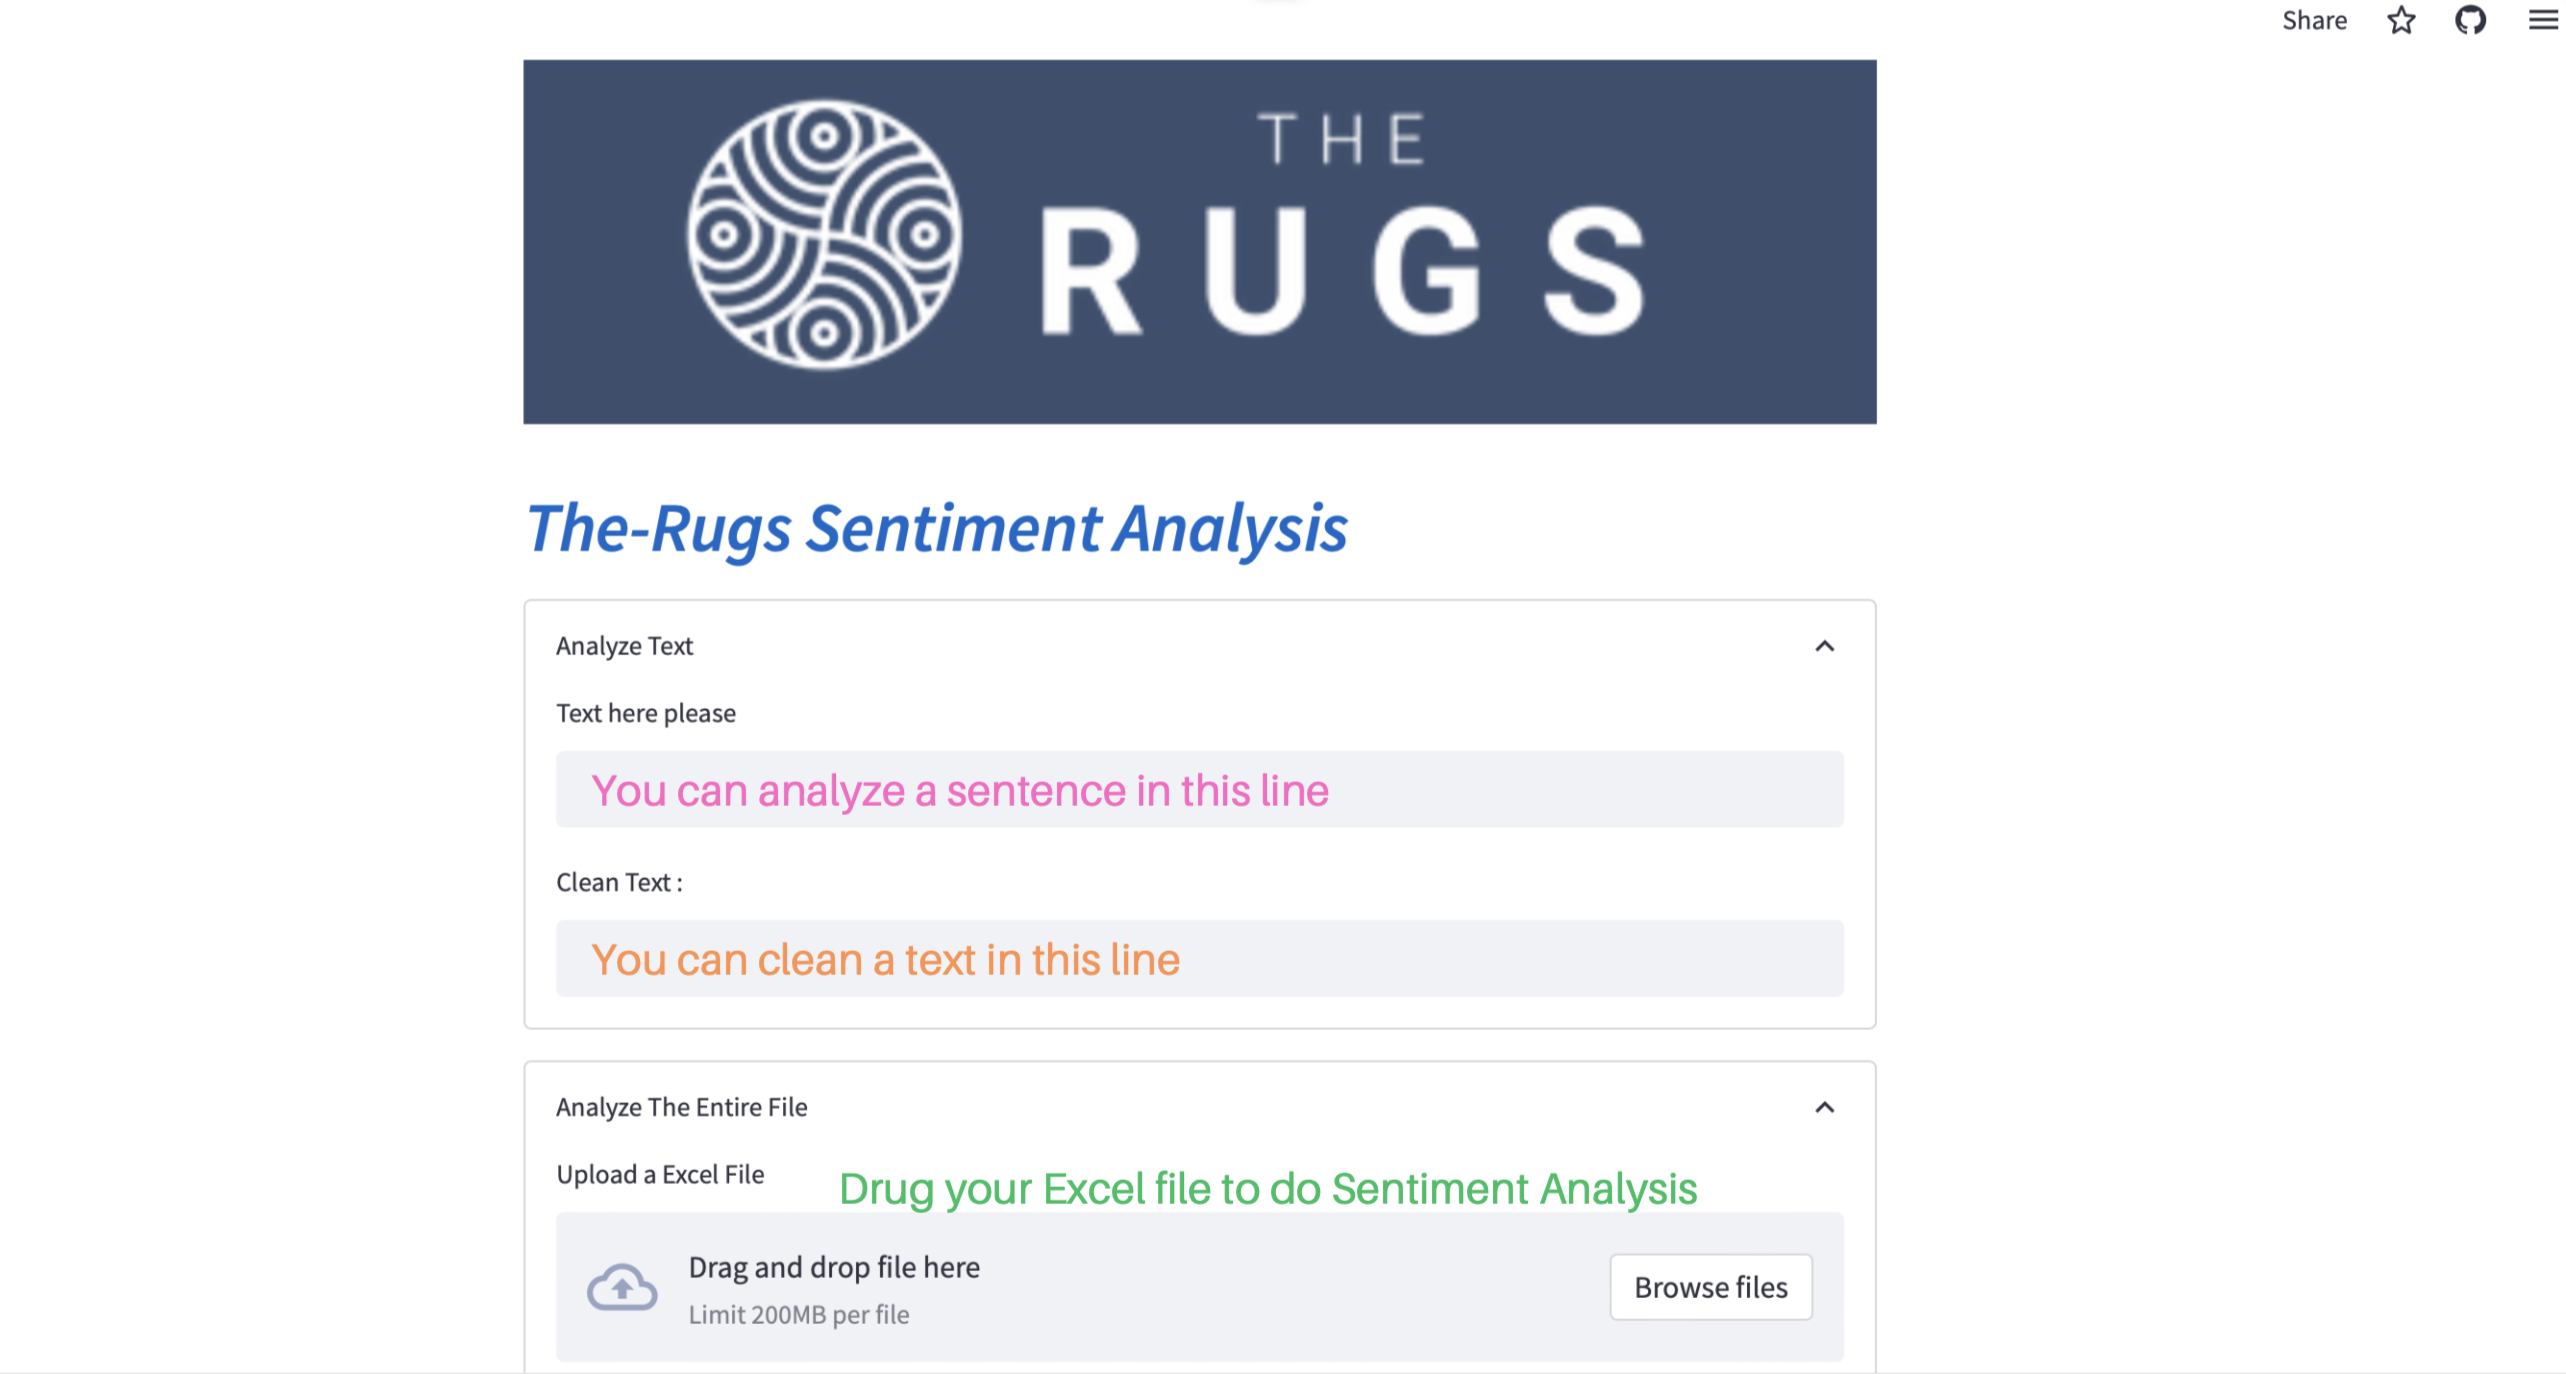 Share
THE
RUGS
The-Rugs Sentiment Analysis
Analyze Text
Text here please
You can analyze a sentence in this line
Clean Text :
You can clean a text in this line
Analyze The Entire File
Upload a Excel File
Drug your Excel file to do Sentiment Analysis
Drag and drop file here
Limit 200MB per file
Browse files